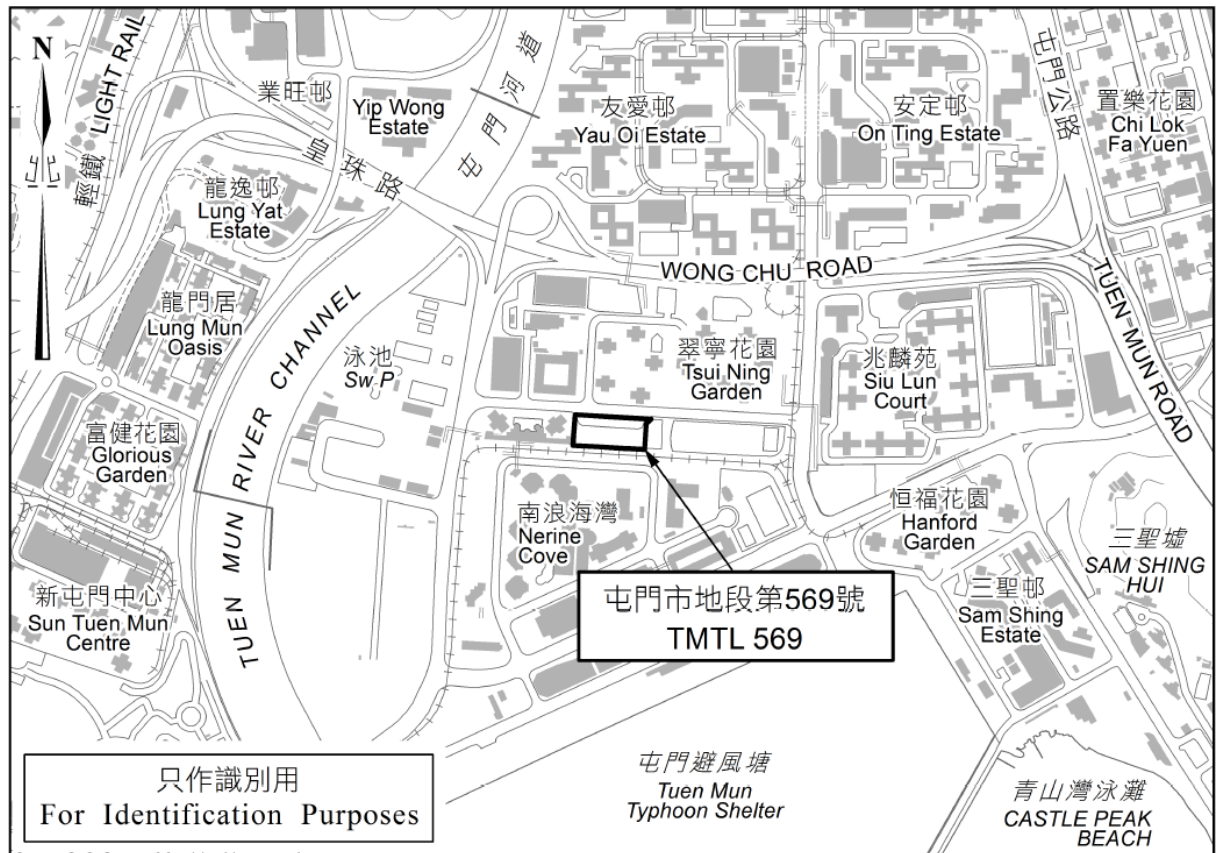 N
輕鐵
LIGHT RAIL
業旺邨
Yip Wong
Estate
屯門河道
友愛邨
Yau Oi Estate
安定邨
On Ting Estate
屯門公路
置樂花園
Chi Lok
Fa Yuen
皇珠路
龍逸邨
Lung Yat
Estate
WONG CHU ROAD
TUEN MUN ROAD
龍門居
Lung Mun
Oasis
TUEN MUN RIVER CHANNEL
泳池
Sw P
翠寧花園
Tsui Ning
Garden
兆麟苑
Siu Lun
Court
富健花園
Glorious
Garden
南浪海灣
Nerine
Cove
恒福花園
Hanford
Garden
三聖墟
SAM SHING
HUI
新屯門中心
Sun Tuen Mun
Centre
屯門市地段第569號
TMTL 569
三聖邨
Sam Shing
Estate
只作識別用
For Identification Purposes
屯門避風塘
Tuen Mun
Typhoon Shelter
青山灣泳灘
CASTLE PEAK
BEACH